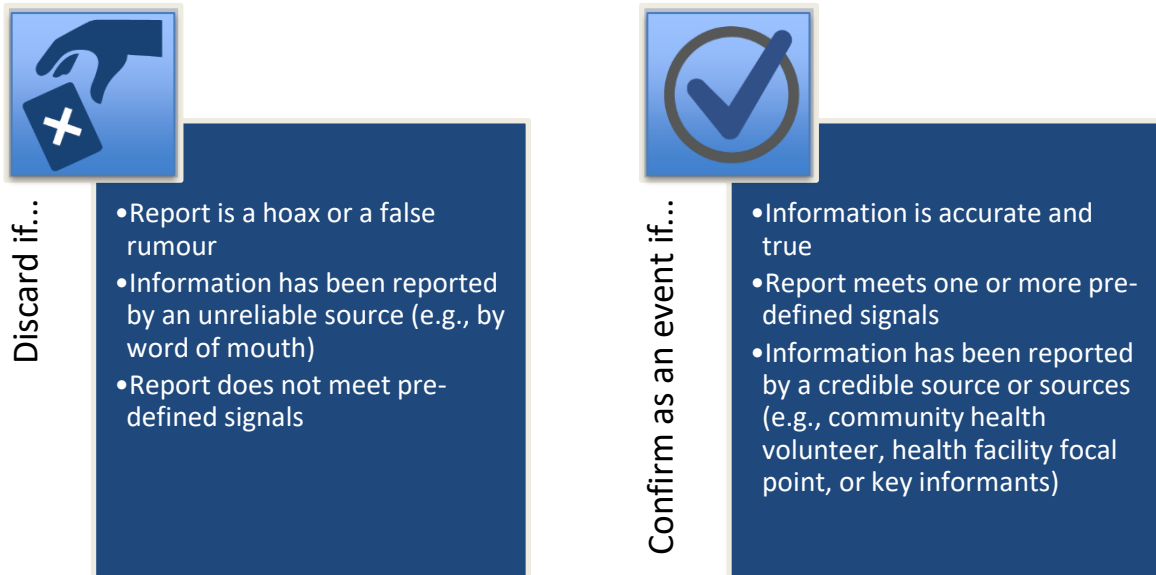 Discard if...
•Report is a hoax or a false
rumour
•Information has been reported
by an unreliable source (e.g., by
word of mouth)
•Report does not meet pre-
defined signals
Confirm as an event if...
•Information is accurate and
true
•Report meets one or more pre-
defined signals
•Information has been reported
by a credible source or sources
(e.g., community health
volunteer, health facility focal
point, or key informants)